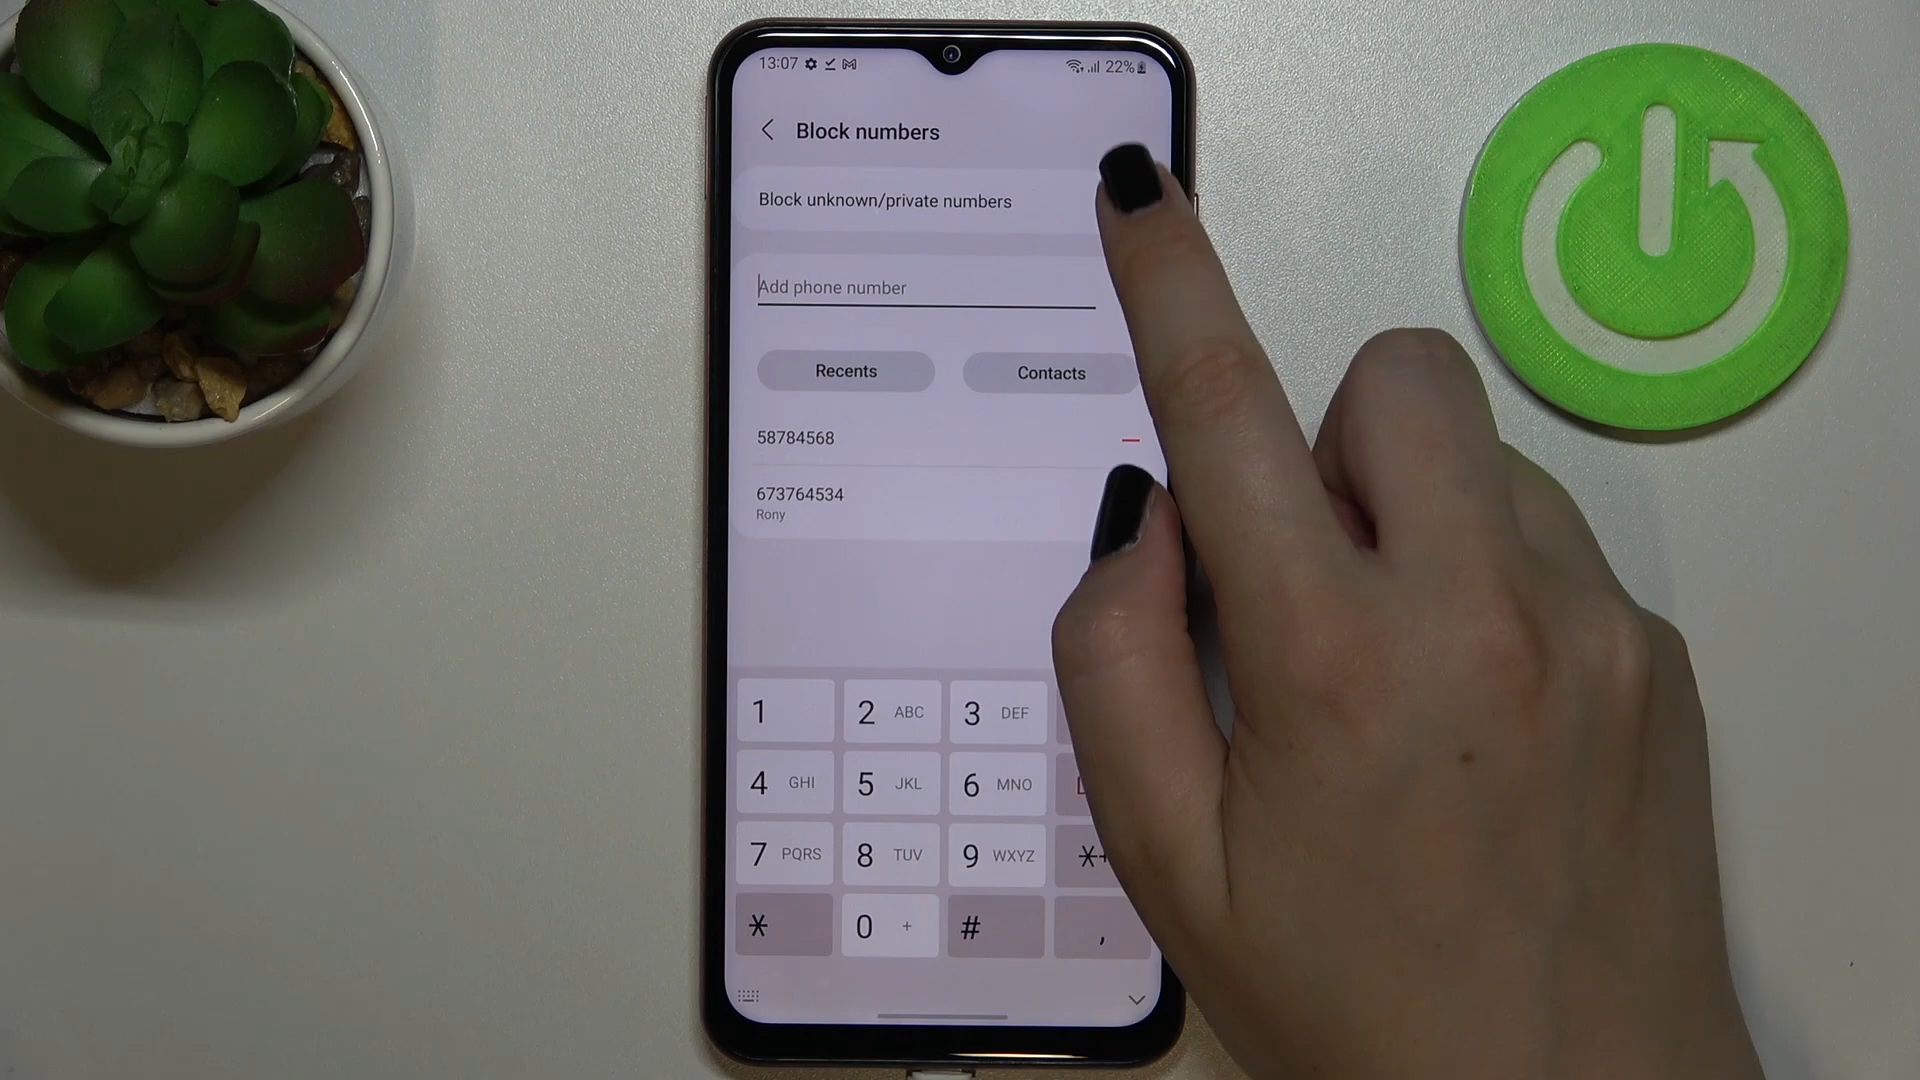 13:07 22%
Block numbers
Block unknown/private numbers
Add phone number
Recents Contacts
58784568
673764534
Rony
1 2 ABC 3 DEF
4 GHI 5 JKL 6 MNO
7 PQRS 8 TUV 9 WXYZ *+
* 0 + # ,